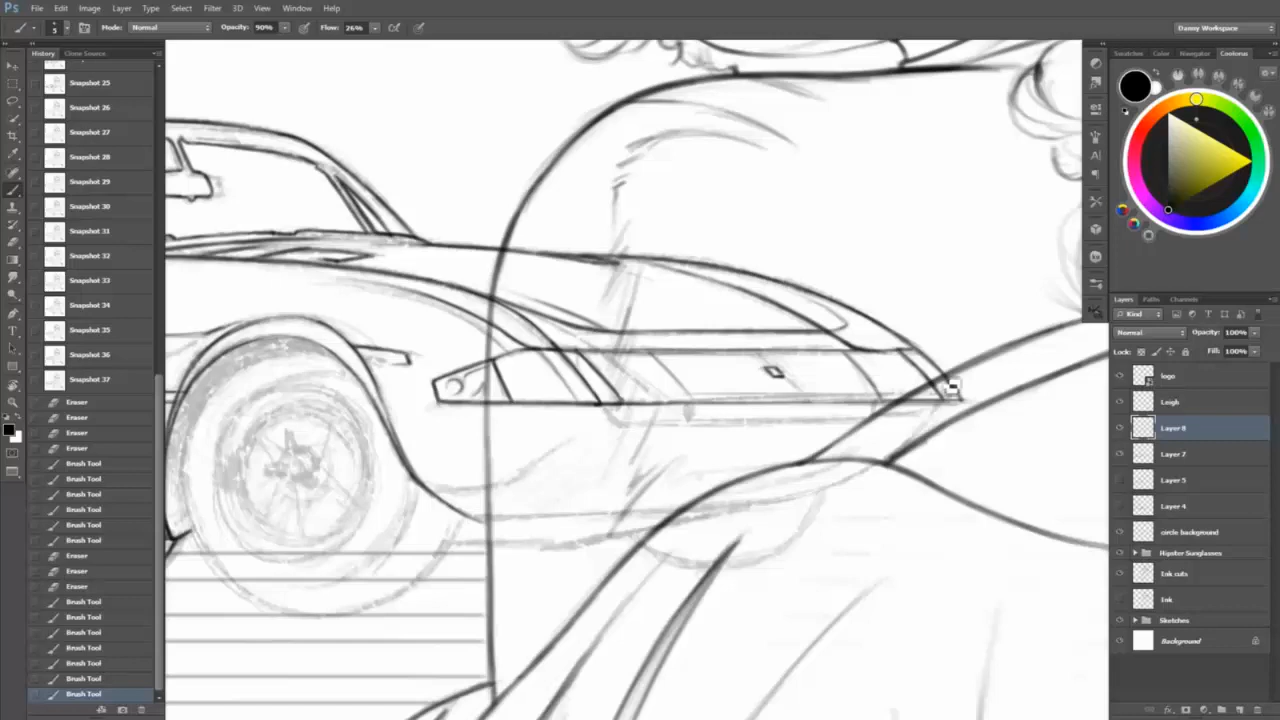 Ps File Edit Image Layer Type Select Filter 3D View Window Help
5 Mode: Normal Opacity: 90% Flow: 26% Danny Workspace
History Clone Source
Snapshot 25
Snapshot 26
Snapshot 27
Snapshot 28
Snapshot 29
Snapshot 30
Snapshot 31
Snapshot 32
Snapshot 33
Snapshot 34
Snapshot 35
Snapshot 36
Snapshot 37
Eraser
Eraser
Eraser
Eraser
Brush Tool
Brush Tool
Brush Tool
Brush Tool
Brush Tool
Brush Tool
Eraser
Eraser
Eraser
Brush Tool
Brush Tool
Brush Tool
Brush Tool
Brush Tool
Brush Tool
Brush Tool
Swatches Color Navigator Coolorus
Layers Paths Channels
Kind
Normal Opacity: 100%
Lock: Fill: 100%
logo
Leigh
Layer 8
Layer 7
Layer 5
Layer 4
circle background
Hipster Sunglasses
Ink cuts
Ink
Sketches
Background